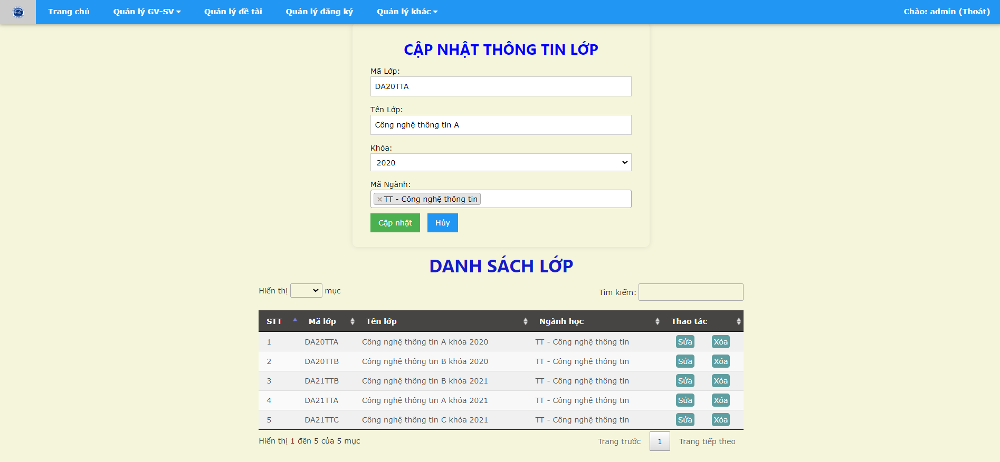 Trang chủ Quản lý GV-SV Quản lý đề tài Quản lý đăng ký Quản lý khác Chào: admin (Thoát)
CẬP NHẬT THÔNG TIN LỚP
Mã Lớp:
DA20TTA
Tên Lớp:
Công nghệ thông tin A
Khóa:
2020
Mã Ngành:
×TT - Công nghệ thông tin
Cập nhật Hủy
DANH SÁCH LỚP
Hiển thị mục Tìm kiếm:
STT Mã lớp Tên lớp Ngành học Thao tác
1 DA20TTA Công nghệ thông tin A khóa 2020 TT - Công nghệ thông tin Sửa Xóa
2 DA20TTB Công nghệ thông tin B khóa 2020 TT - Công nghệ thông tin Sửa Xóa
3 DA21TTB Công nghệ thông tin B khóa 2021 TT - Công nghệ thông tin Sửa Xóa
4 DA21TTA Công nghệ thông tin A khóa 2021 TT - Công nghệ thông tin Sửa Xóa
5 DA21TTC Công nghệ thông tin C khóa 2021 TT - Công nghệ thông tin Sửa Xóa
Hiển thị 1 đến 5 của 5 mục Trang trước 1 Trang tiếp theo